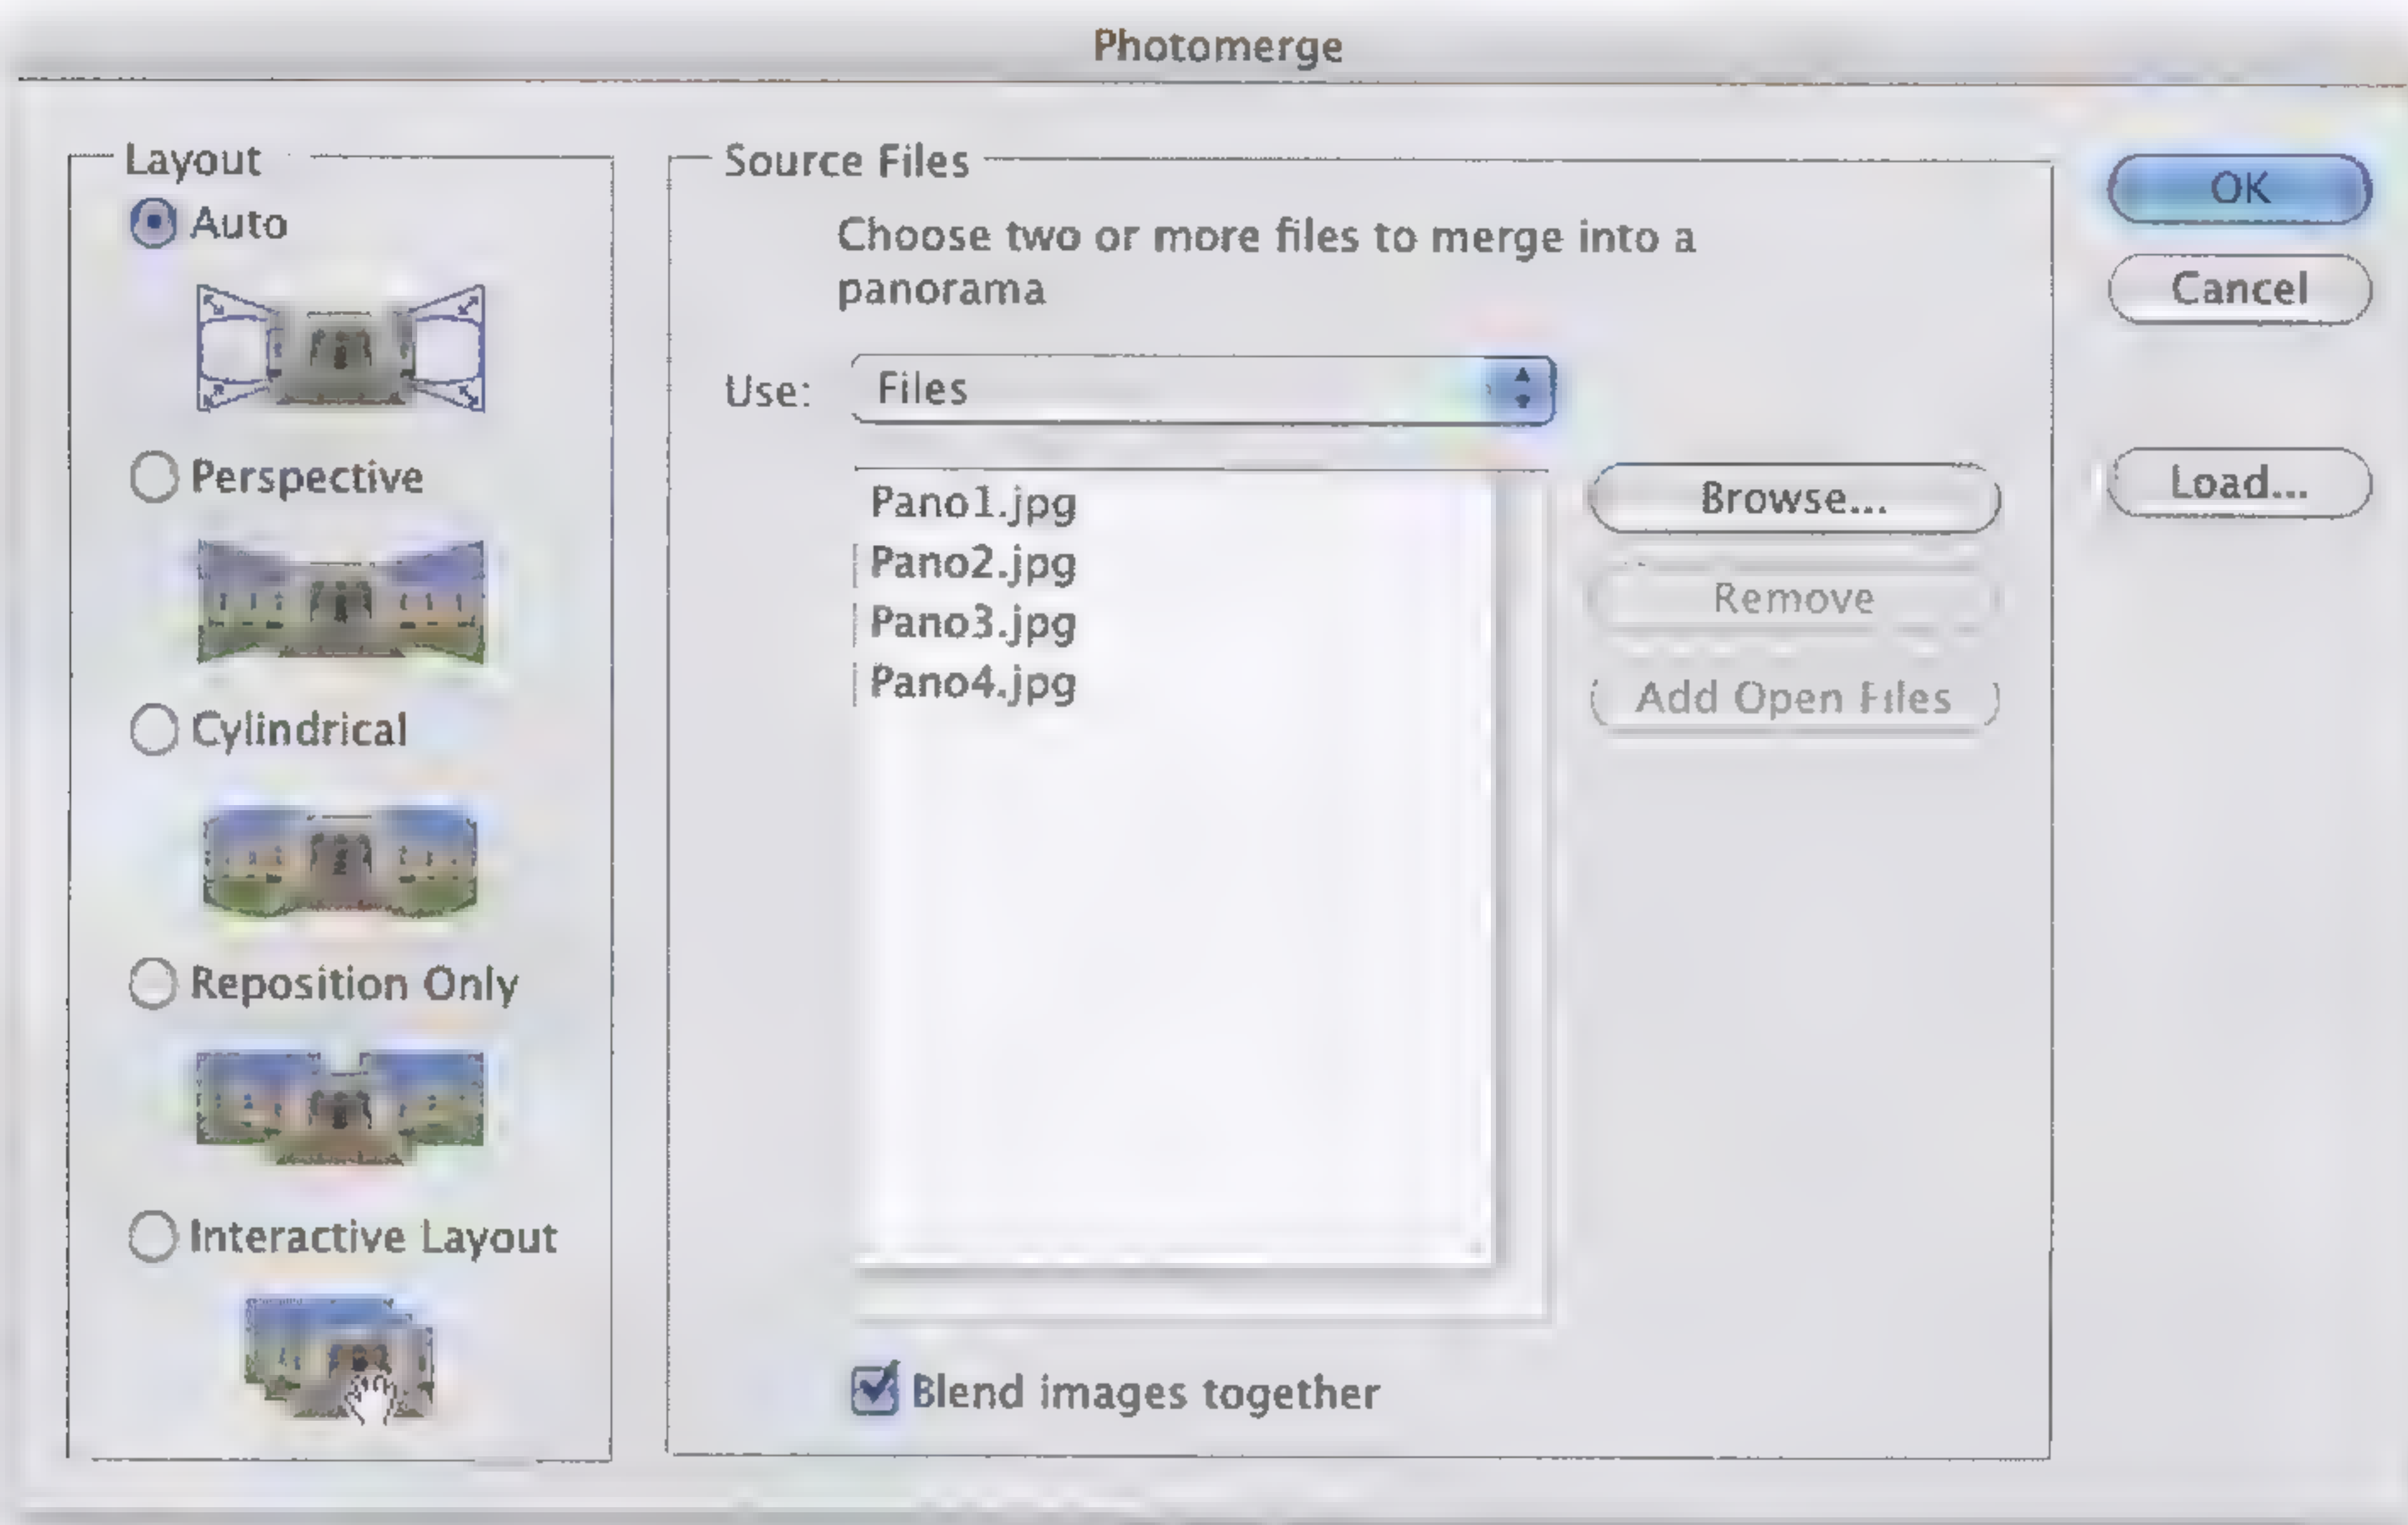 Photomerge
Layout
Auto
Perspective
Cylindrical
Reposition Only
Interactive Layout
Source Files
Choose two or more files to merge into a
panorama
Use: Files
Pano1.jpg
Pano2.jpg
Pano3.jpg
Pano4.jpg
Browse...
Remove
Add Open Files
Blend images together
OK
Cancel
Load...